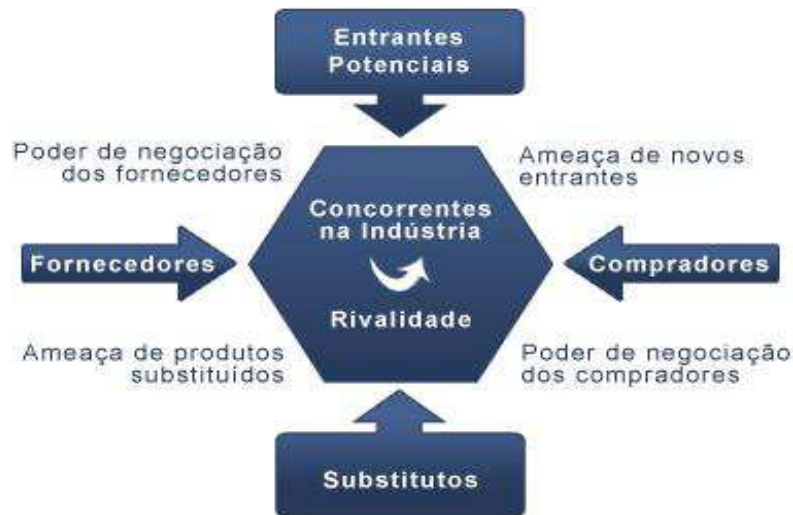 Entrantes
Potenciais
Poder de negociação
dos fornecedores
Ameaça de novos
entrantes
Concorrentes
na Indústria
Fornecedores
Compradores
Rivalidade
Ameaça de produtos
substituídos
Poder de negociação
dos compradores
Substitutos